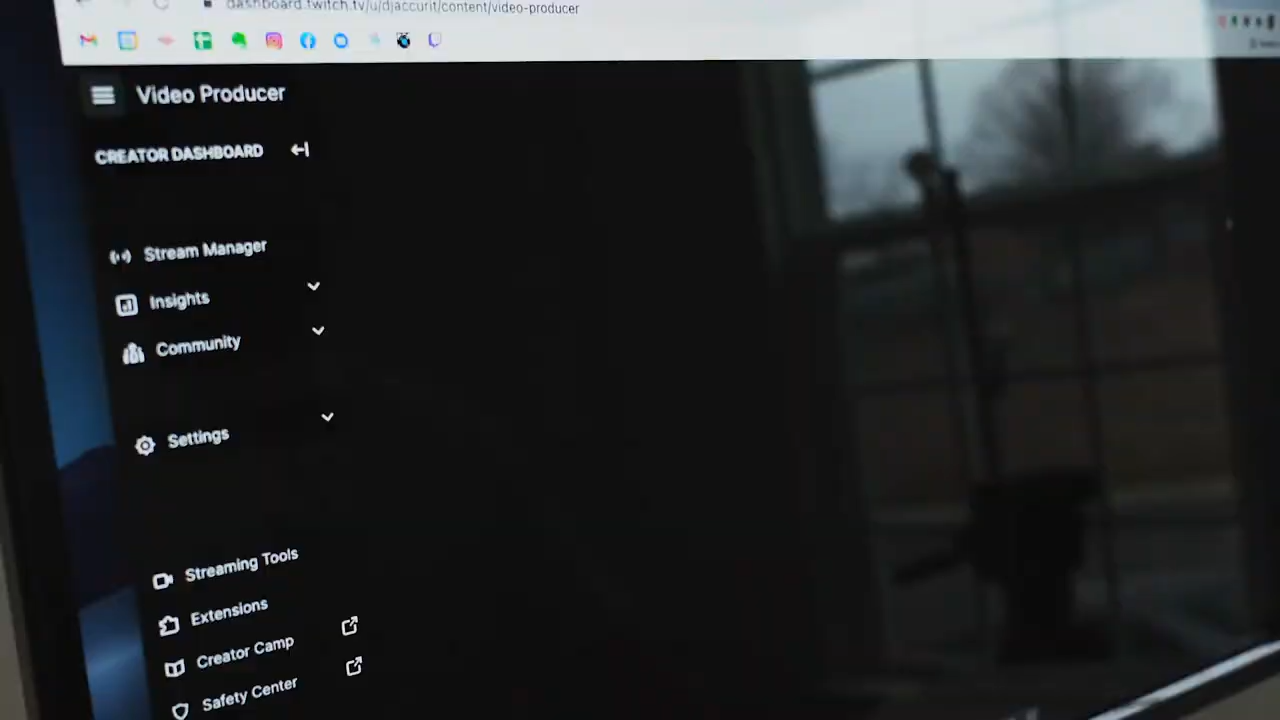 dashboard.twitch.tv/u/djaccurit/content/video-producer
Video Producer
CREATOR DASHBOARD
Stream Manager
Insights
Community
Settings
Streaming Tools
Extensions
Creator Camp
Safety Center